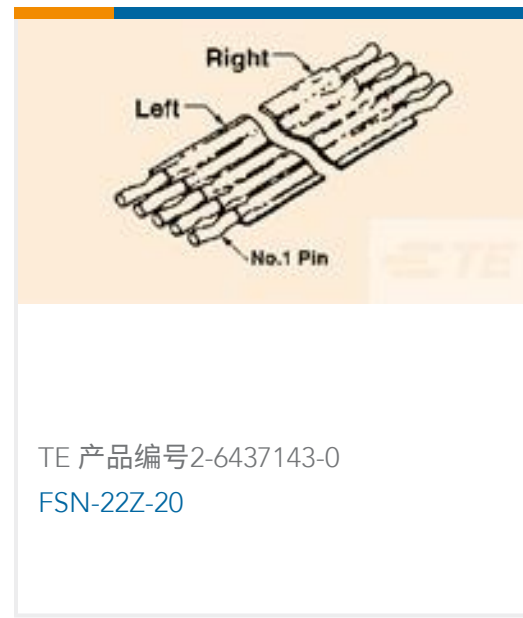 Right
Left
No.1 Pin
TE
TE 产品编号2-6437143-0
FSN-22Z-20